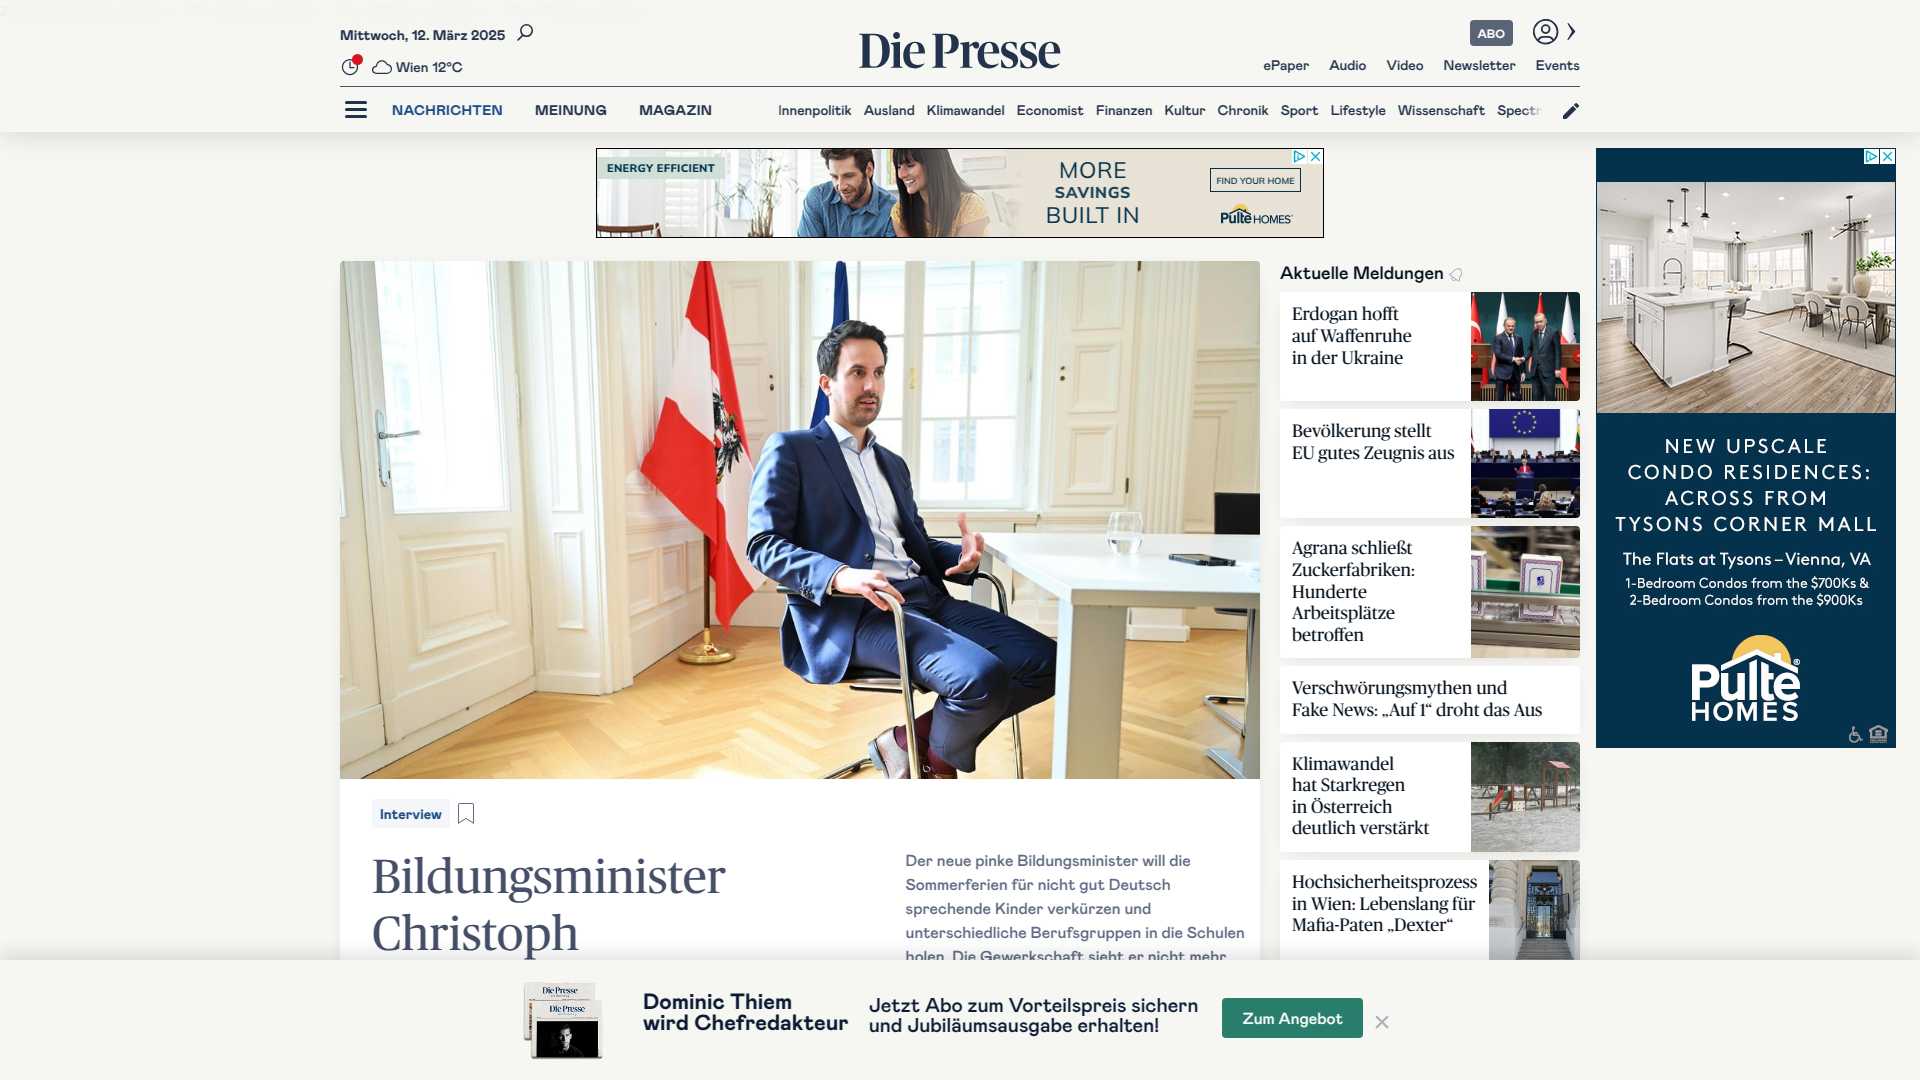 Mittwoch, 12. März 2025
Wien 12°C
Die Presse
ABO
ePaper Audio Video Newsletter Events
NACHRICHTEN MEINUNG MAGAZIN
Innenpolitik Ausland Klimawandel Economist Finanzen Kultur Chronik Sport Lifestyle Wissenschaft Spectr
ENERGY EFFICIENT
MORE
SAVINGS
BUILT IN
FIND YOUR HOME
Pulte HOMES
Aktuelle Meldungen
Erdogan hofft
auf Waffenruhe
in der Ukraine
Bevölkerung stellt
EU gutes Zeugnis aus
Agrana schließt
Zuckerfabriken:
Hunderte
Arbeitsplätze
betroffen
Verschwörungsmythen und
Fake News: „Auf 1“ droht das Aus
Klimawandel
hat Starkregen
in Österreich
deutlich verstärkt
Hochsicherheitsprozess
in Wien: Lebenslang für
Mafia-Paten „Dexter“
NEW UPSCALE
CONDO RESIDENCES:
ACROSS FROM
TYSONS CORNER MALL
The Flats at Tysons – Vienna, VA
1-Bedroom Condos from the $700Ks &
2-Bedroom Condos from the $900Ks
Pulte®
HOMES
Interview
Bildungsminister
Christoph
Der neue pinke Bildungsminister will die
Sommerferien für nicht gut Deutsch
sprechende Kinder verkürzen und
unterschiedliche Berufsgruppen in die Schulen
holen. Die Gewerkschaft sieht er nicht mehr
Die Presse
Die Presse
Dominic Thiem
wird Chefredakteur
Jetzt Abo zum Vorteilspreis sichern
und Jubiläumsausgabe erhalten!
Zum Angebot